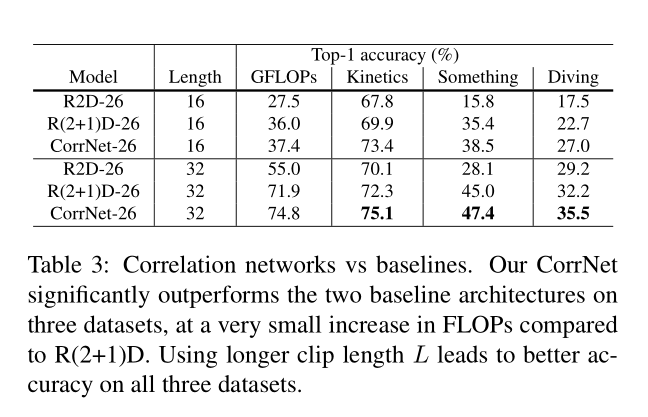 Top-1 accuracy (%)
Model Length GFLOPs Kinetics Something Diving
R2D-26 16 27.5 67.8 15.8 17.5
R(2+1)D-26 16 36.0 69.9 35.4 22.7
CorrNet-26 16 37.4 73.4 38.5 27.0
R2D-26 32 55.0 70.1 28.1 29.2
R(2+1)D-26 32 71.9 72.3 45.0 32.2
CorrNet-26 32 74.8 75.1 47.4 35.5
Table 3: Correlation networks vs baselines. Our CorrNet
significantly outperforms the two baseline architectures on
three datasets, at a very small increase in FLOPs compared
to R(2+1)D. Using longer clip length L leads to better ac-
curacy on all three datasets.